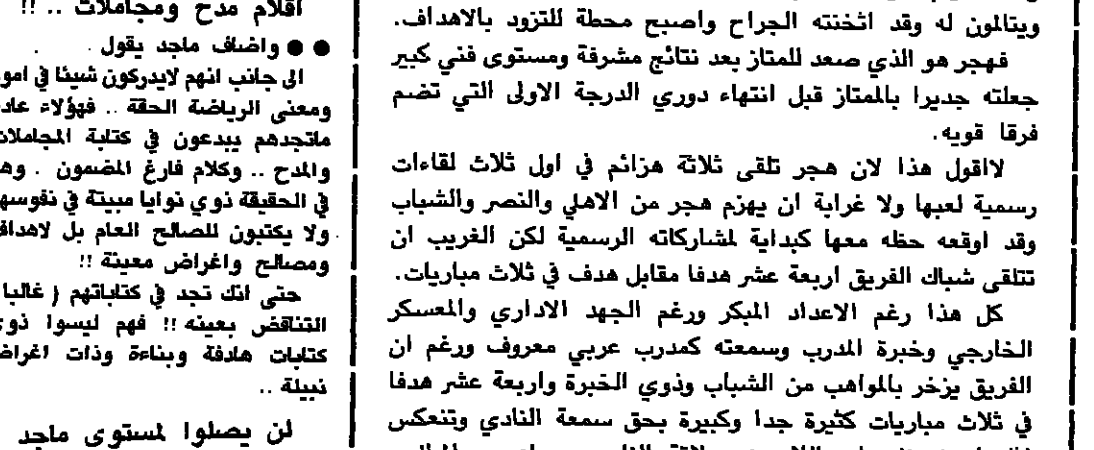 ويتالمون له وقد اثخنته الجراح واصبح محطة للتزود بالاهداف.
فهجر هو الذي صعد للمتاز بعد نتائج مشرفة ومستوى فني كبير
جعلته جديرا بالمتاز قبل انتهاء دوري الدرجة الاولى التي تضم
فرقا قويه.
لااقول هذا لان هجر تلقى ثلاثة هزائم في اول ثلاث لقاءات
رسمية لعبها ولا غرابة ان يهزم هجر من الاهلي والنصر والشباب
وقد اوقعه حظه معها كبداية لمشاركاته الرسمية لكن الغريب ان
تتلقى شباك الفريق اربعة عشر هدفا مقابل هدف في ثلاث مباريات.
كل هذا رغم الاعداد المبكر ورغم الجهد الاداري والمعسكر
الخارجي وخبرة المدرب وسمعته كمدرب عربي معروف ورغم ان
الفريق يزخر بالمواهب من الشباب وذوي الخبرة واربعة عشر هدفا
في ثلاث مباريات كثيرة جدا وكبيرة بحق سمعة النادي وتنعكس
اقلام مدح ومجاملات .. !!
●● واضاف ماجد يقول .
الى جانب انهم لايدركون شيئا في امو
ومعنى الرياضة الحقة .. فهؤلاء عاد
ماتجدهم يبدعون في كتابة المجاملات
والمدح .. وكلام فارغ المضمون . وه
في الحقيقة ذوي نوايا مبيتة في نفوسه
ولا يكتبون للصالح العام بل لاهداف
ومصالح واغراض معينة !!
حتى انك تجد في كتاباتهم ( غالبا
التناقض بعينه !! فهم ليسوا ذوي
كتابات هادفة وبناءة وذات اغراض
نبيلة ..
لن يصلوا لمستوى ماجد